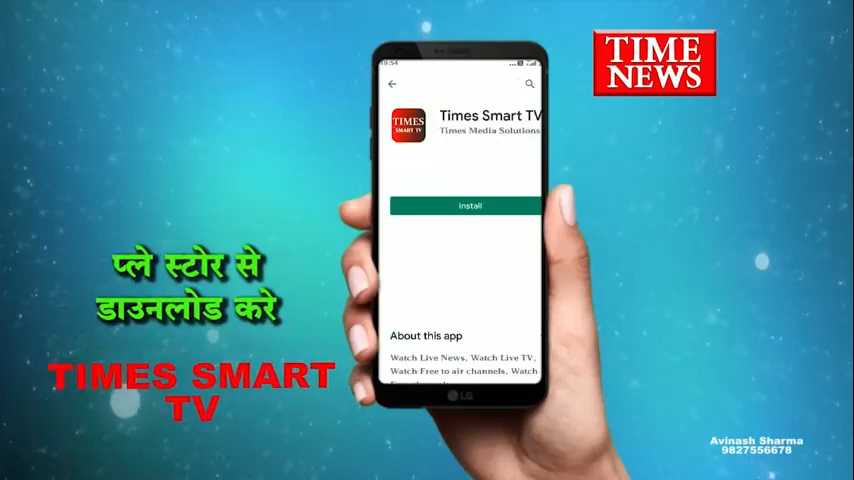 TIME
NEWS
19:54
Times Smart TV
TIMES
SMART TV
Times Media Solutions
Install
प्ले स्टोर से
डाउनलोड करे
TIMES SMART
TV
About this app
Watch Live News, Watch Live TV,
Watch Free to air channels, Watch
LG
Avinash Sharma
9827556678